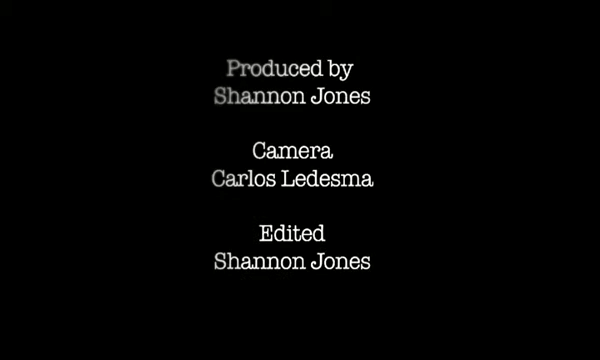 Produced by
Shannon Jones
Camera
Carlos Ledesma
Edited
Shannon Jones